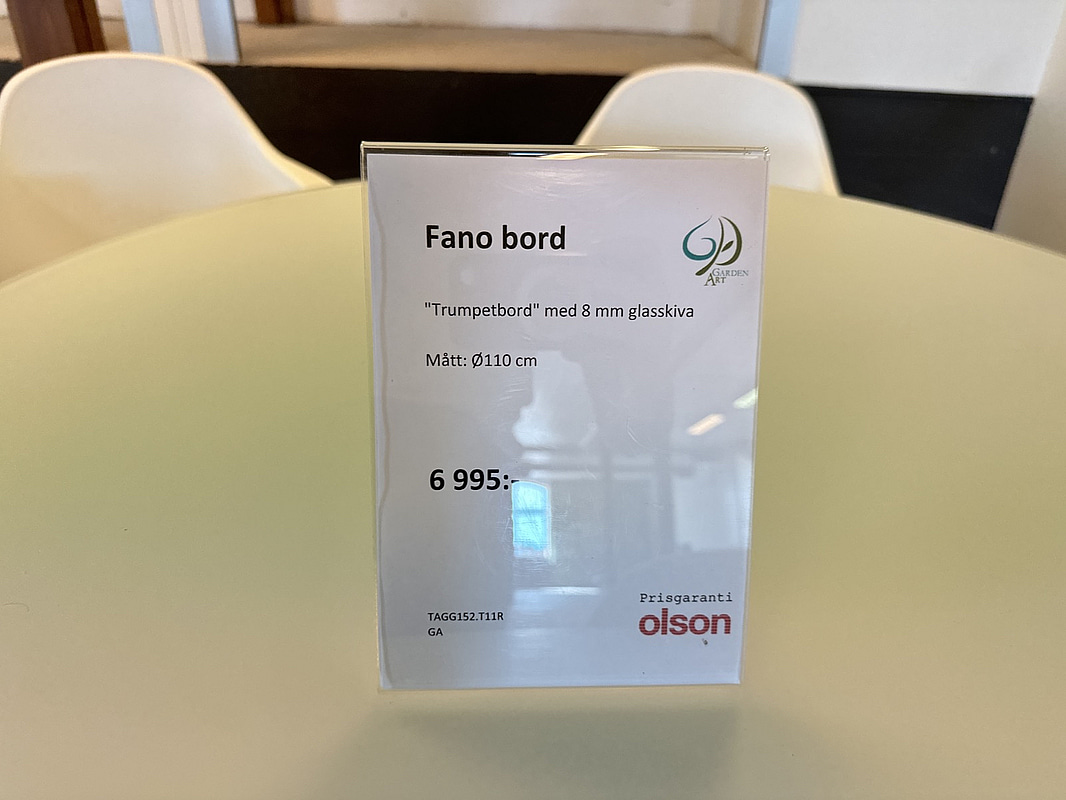 Fano bord
GARDEN
ART
"Trumpetbord" med 8 mm glasskiva
Mått: Ø110 cm
6 995:-
TAGG152.T11R
GA
Prisgaranti
olson